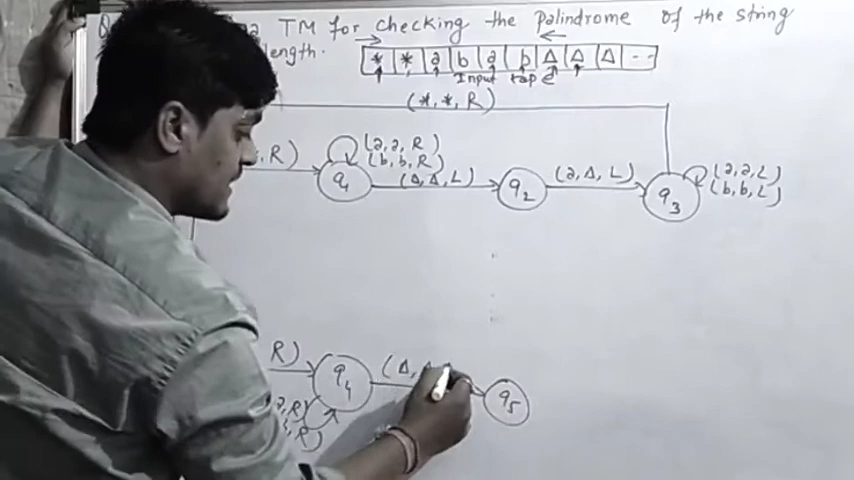 TM for checking the palindrome of the string
length.
* * a b a b Δ Δ Δ --
Input tape
(*, *, R)
, R)
q1
(a, a, R)
(b, b, R)
(Δ, Δ, L)
q2
(a, Δ, L)
q3
(a, a, L)
(b, b, L)
R)
q4
(Δ,
q5
a, R)
, R)